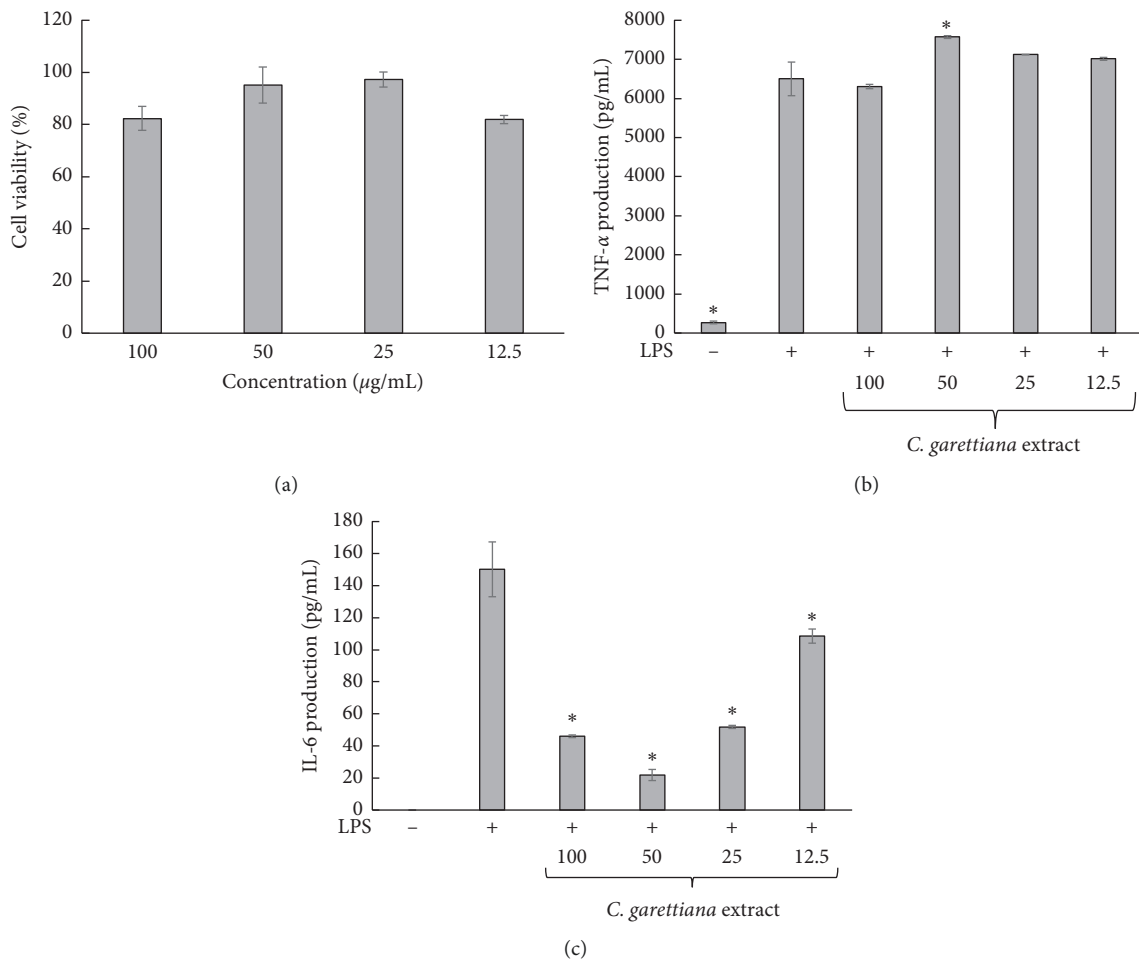 120
100
80
60
40
20
0
Cell viability (%)
100 50 25 12.5
Concentration (μg/mL)
(a)
8000
7000
6000
5000
4000
3000
2000
1000
0
TNF-α production (pg/mL)
*
*
LPS – + + + + +
100 50 25 12.5
C. garettiana extract
(b)
180
160
140
120
100
80
60
40
20
0
IL-6 production (pg/mL)
*
*
*
*
LPS – + + + + +
100 50 25 12.5
C. garettiana extract
(c)